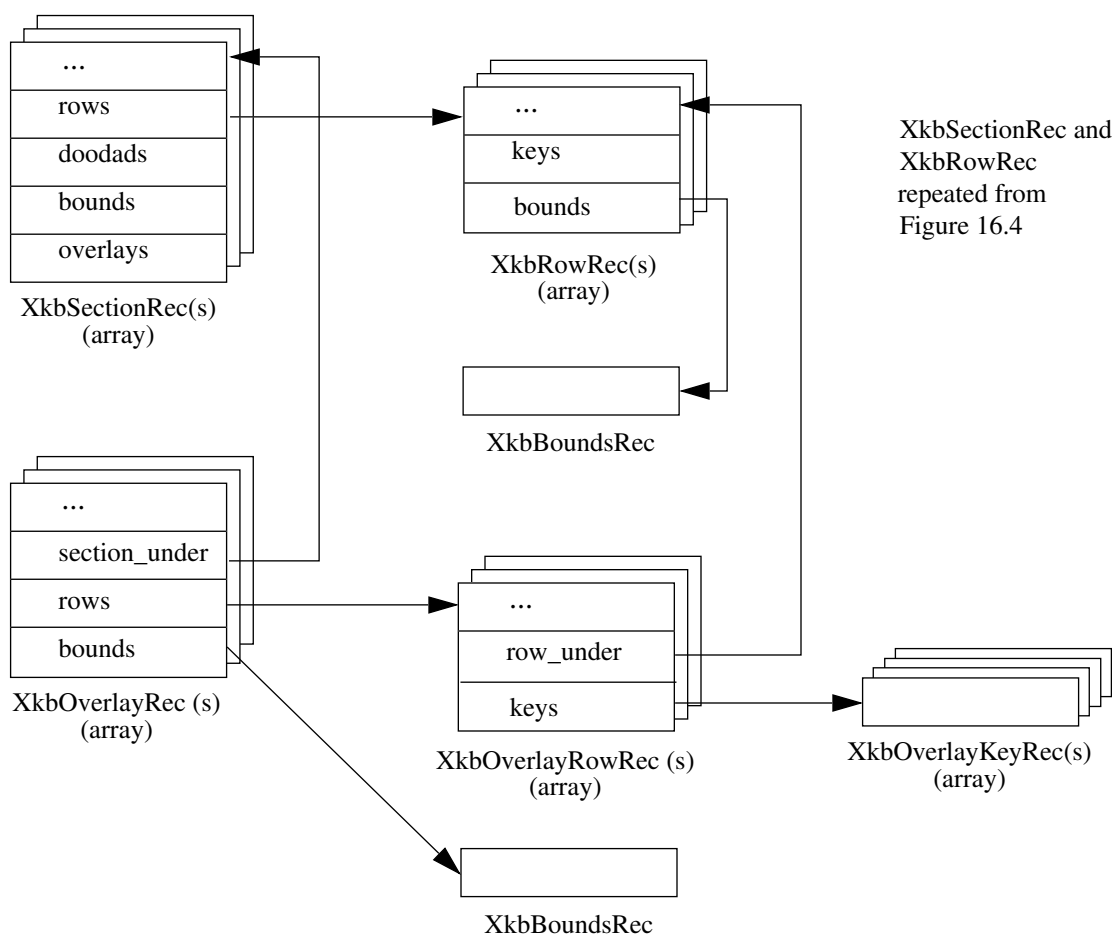 ...
rows
doodads
bounds
overlays
XkbSectionRec(s)
(array)
...
keys
bounds
XkbRowRec(s)
(array)
XkbSectionRec and
XkbRowRec
repeated from
Figure 16.4
XkbBoundsRec
...
section_under
rows
bounds
XkbOverlayRec (s)
(array)
...
row_under
keys
XkbOverlayRowRec (s)
(array)
XkbOverlayKeyRec(s)
(array)
XkbBoundsRec